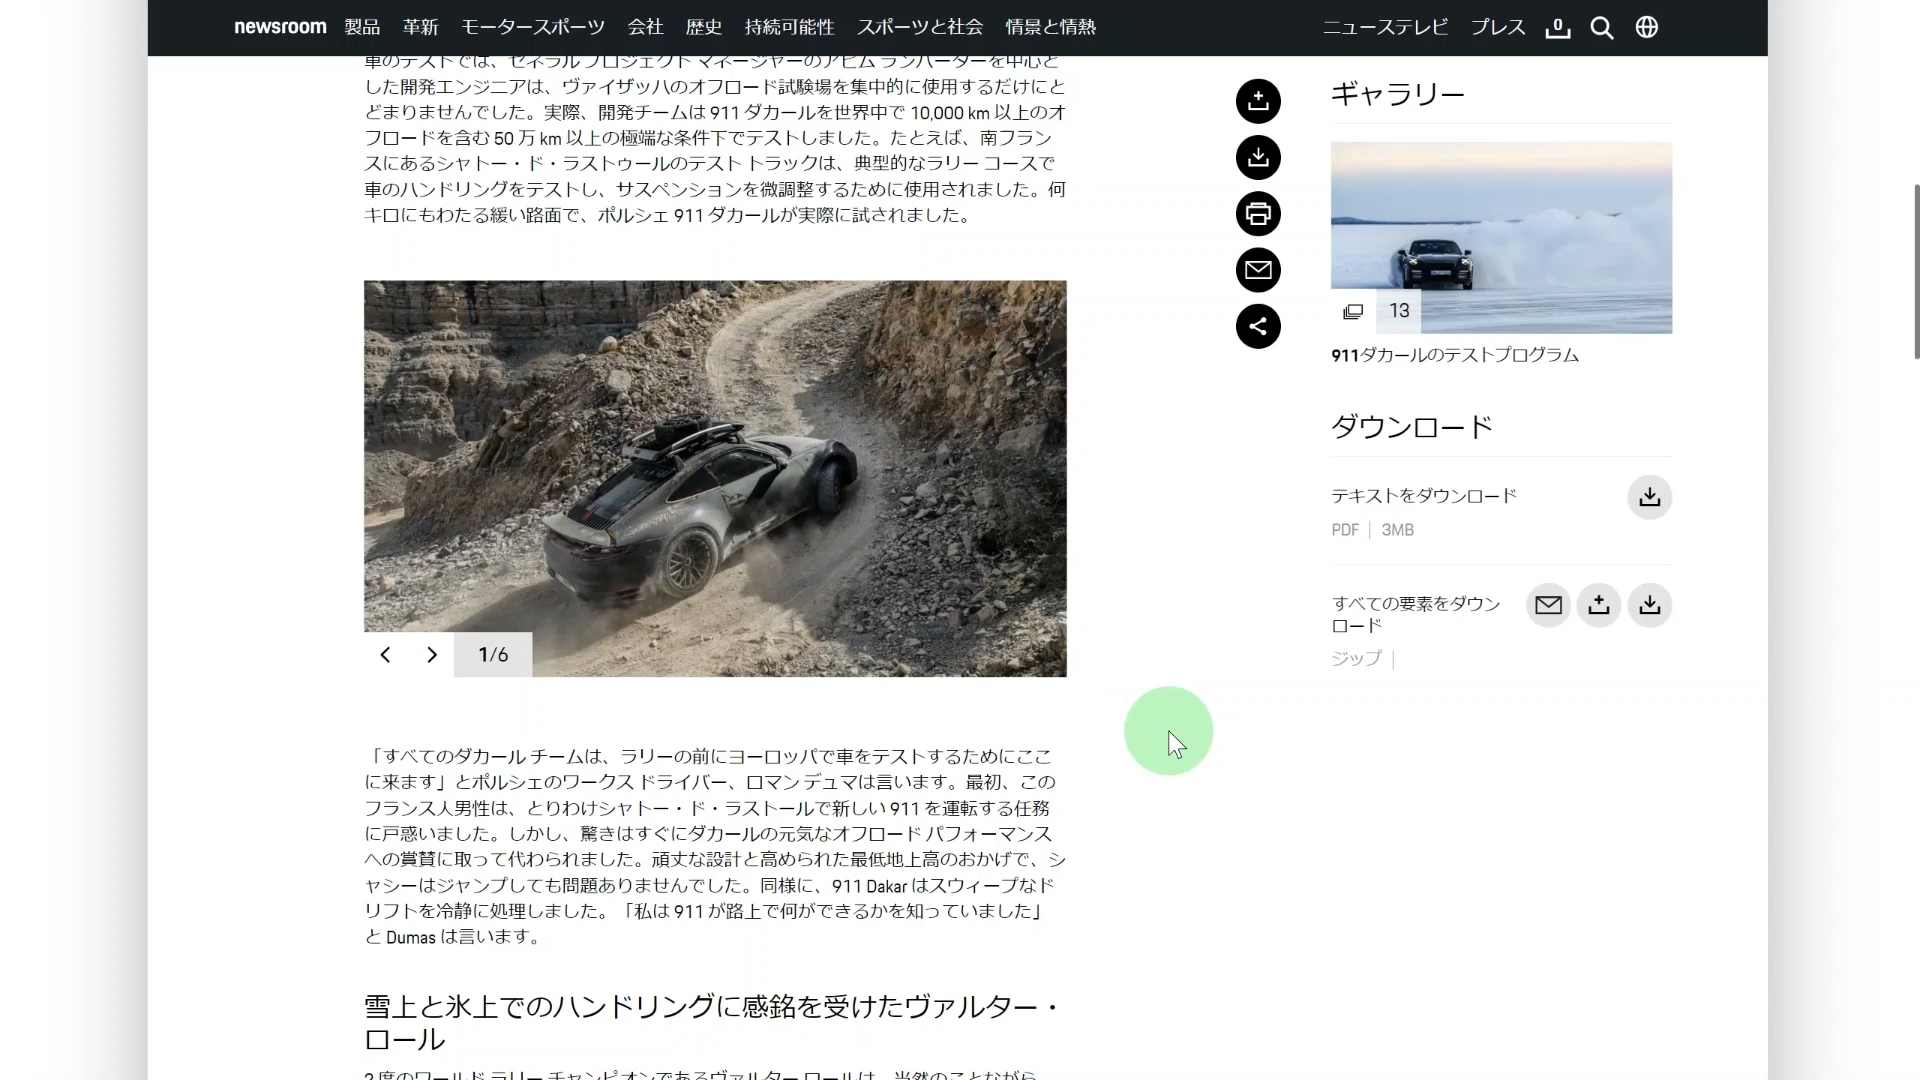 newsroom 製品 革新 モータースポーツ 会社 歴史 持続可能性 スポーツと社会 情景と情熱 ニューステレビ プレス 0
車のテストでは、ゼネラル プロジェクト マネージャーのアヒム ランパーターを中心と
した開発エンジニアは、ヴァイザッハのオフロード試験場を集中的に使用するだけにと
どまりませんでした。実際、開発チームは 911 ダカールを世界中で 10,000 km 以上のオ
フロードを含む 50 万 km 以上の極端な条件下でテストしました。たとえば、南フラン
スにあるシャトー・ド・ラストゥールのテスト トラックは、典型的なラリー コースで
車のハンドリングをテストし、サスペンションを微調整するために使用されました。何
キロにもわたる緩い路面で、ポルシェ 911 ダカールが実際に試されました。
1/6
「すべてのダカール チームは、ラリーの前にヨーロッパで車をテストするためにここ
に来ます」とポルシェのワークス ドライバー、ロマン デュマは言います。最初、この
フランス人男性は、とりわけシャトー・ド・ラストールで新しい 911 を運転する任務
に戸惑いました。しかし、驚きはすぐにダカールの元気なオフロード パフォーマンス
への賞賛に取って代わられました。頑丈な設計と高められた最低地上高のおかげで、シ
ャシーはジャンプしても問題ありませんでした。同様に、911 Dakar はスウィープなド
リフトを冷静に処理しました。「私は 911 が路上で何ができるかを知っていました」
と Dumas は言います。
雪上と氷上でのハンドリングに感銘を受けたヴァルター・
ロール
2 度のワールド ラリー チャンピオンであるヴァルター ロールは、当然のことながら
ギャラリー
13
911ダカールのテストプログラム
ダウンロード
テキストをダウンロード
PDF | 3MB
すべての要素をダウン
ロード
ジップ |